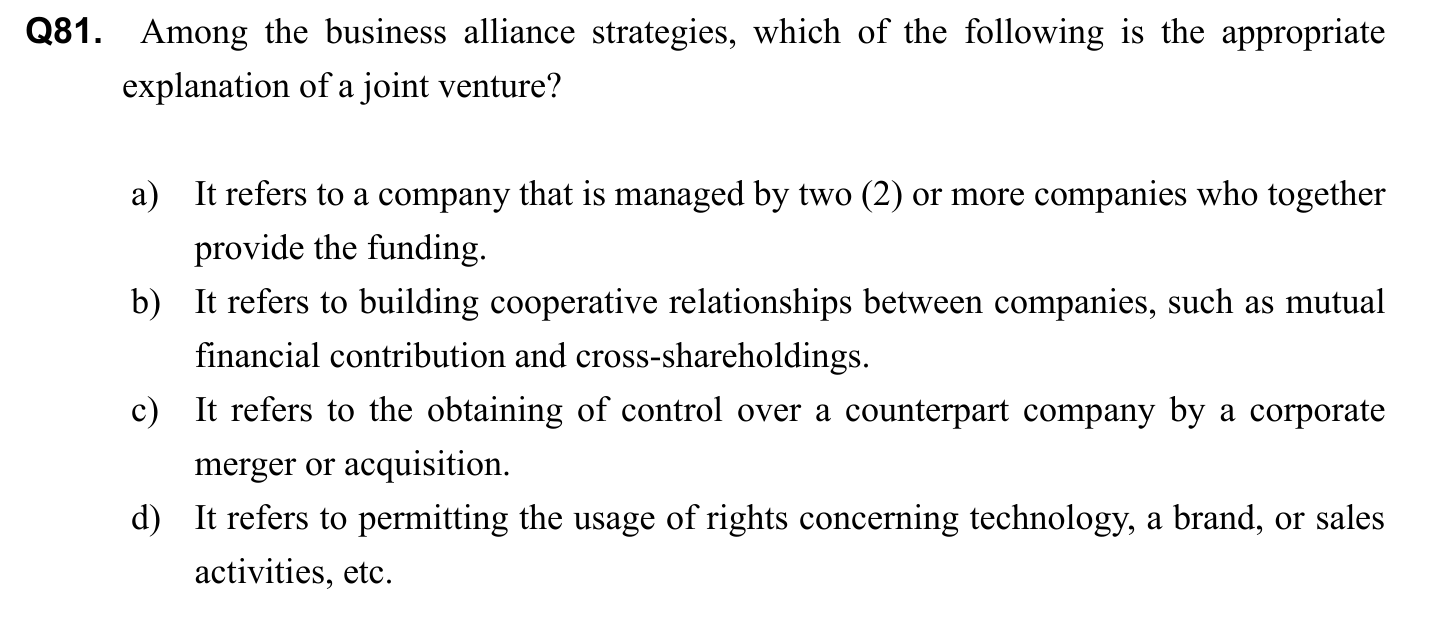 Q81. Among the business alliance strategies, which of the following is the appropriate
explanation of a joint venture?
a) It refers to a company that is managed by two (2) or more companies who together
provide the funding.
b) It refers to building cooperative relationships between companies, such as mutual
financial contribution and cross-shareholdings.
c) It refers to the obtaining of control over a counterpart company by a corporate
merger or acquisition.
d) It refers to permitting the usage of rights concerning technology, a brand, or sales
activities, etc.